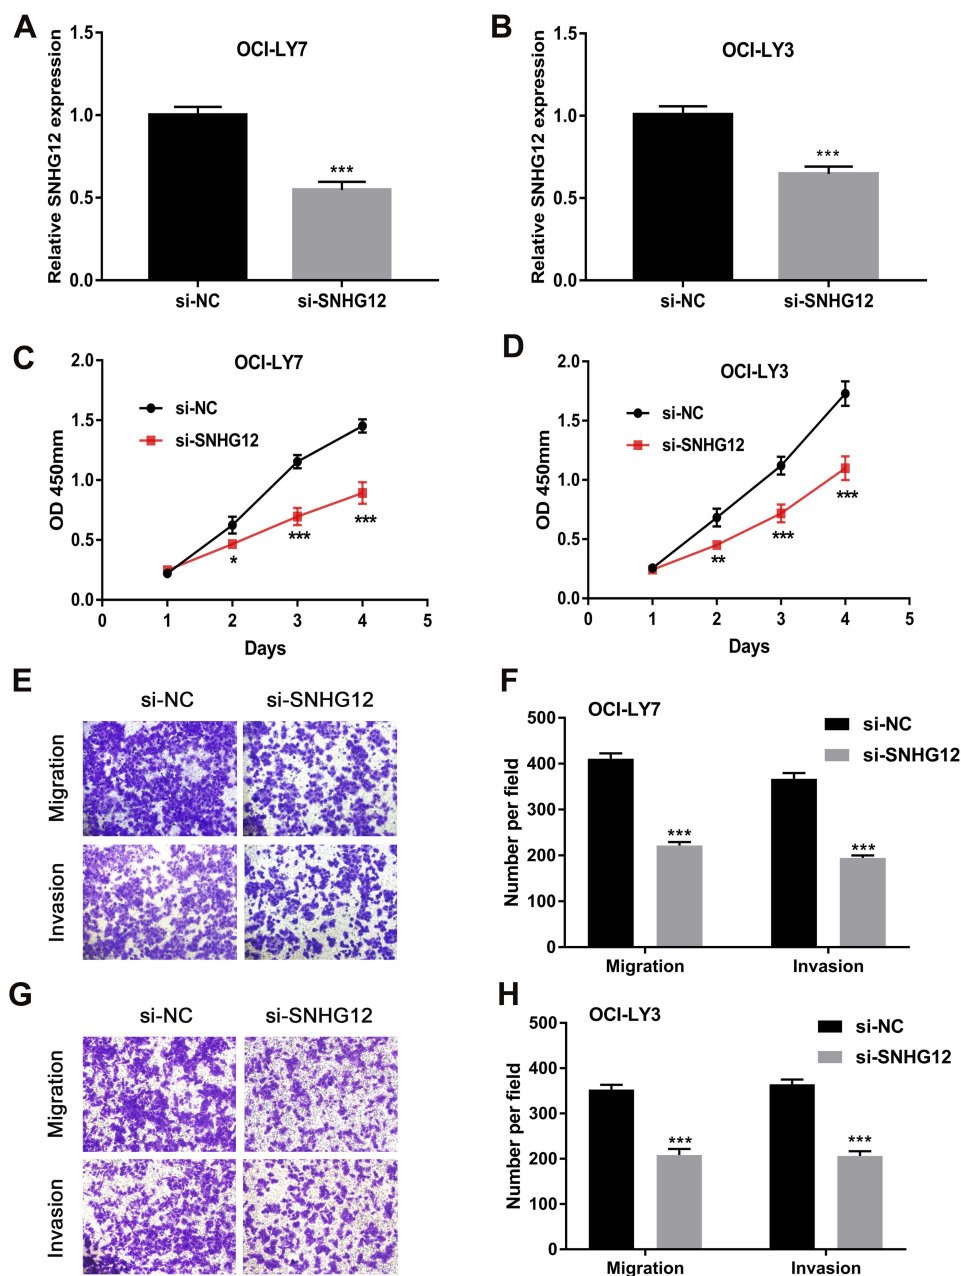 A
OCI-LY7
Relative SNHG12 expression
1.5
1.0
0.5
0.0
***
si-NC
si-SNHG12
B
OCI-LY3
Relative SNHG12 expression
1.5
1.0
0.5
0.0
***
si-NC
si-SNHG12
C
OCI-LY7
OD 450mm
2.0
1.5
1.0
0.5
0.0
si-NC
si-SNHG12
*
***
***
0 1 2 3 4 5
Days
D
OCI-LY3
OD 450mm
2.0
1.5
1.0
0.5
0.0
si-NC
si-SNHG12
**
***
***
0 1 2 3 4 5
Days
E
si-NC si-SNHG12
Migration
Invasion
F
OCI-LY7
Number per field
500
400
300
200
100
0
si-NC
si-SNHG12
***
***
Migration Invasion
G
si-NC si-SNHG12
Migration
Invasion
H
OCI-LY3
Number per field
500
400
300
200
100
0
si-NC
si-SNHG12
***
***
Migration Invasion